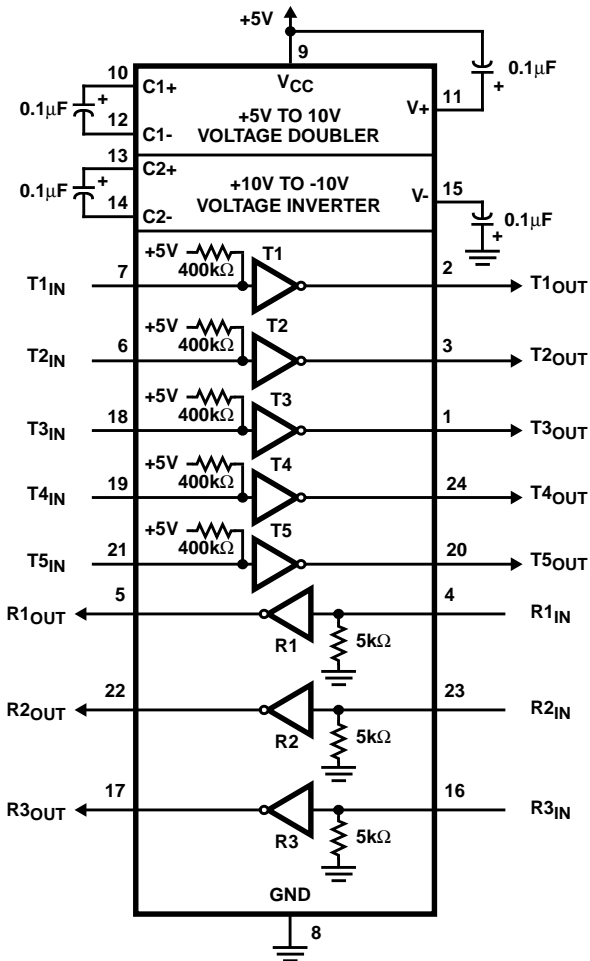 +5V
9
V_CC
10
C1+
0.1µF
+
12
C1-
+5V TO 10V
VOLTAGE DOUBLER
V+
11
0.1µF
+
13
C2+
0.1µF
+
14
C2-
+10V TO -10V
VOLTAGE INVERTER
V-
15
0.1µF
+
T1IN
7
+5V
400kΩ
T1
2
T1OUT
T2IN
6
+5V
400kΩ
T2
3
T2OUT
T3IN
18
+5V
400kΩ
T3
1
T3OUT
T4IN
19
+5V
400kΩ
T4
24
T4OUT
T5IN
21
+5V
400kΩ
T5
20
T5OUT
R1OUT
5
R1
4
R1IN
5kΩ
R2OUT
22
R2
23
R2IN
5kΩ
R3OUT
17
R3
16
R3IN
5kΩ
GND
8